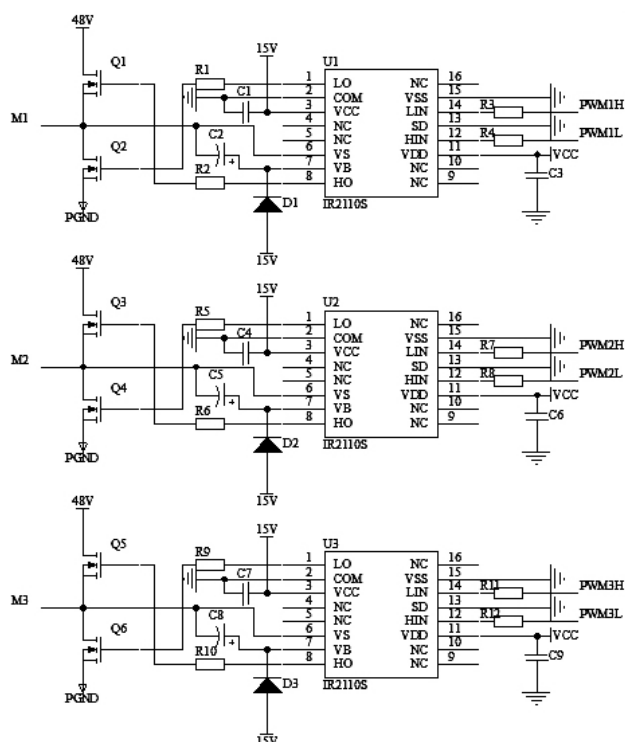 48V
15V
U1
Q1
R1
1 LO NC 16
2 COM VSS 15
C1
3 VCC LIN 14 R3 PWM1H
4 NC SD 13
M1
C2
5 NC HIN 12 R4 PWM1L
6 VS VDD 11 VCC
Q2
+
7 VB NC 10
R2
8 HO NC 9
C3
D1
IR2110S
PGND
15V
48V
15V
U2
Q3
R5
1 LO NC 16
2 COM VSS 15
C4
3 VCC LIN 14 R7 PWM2H
4 NC SD 13
M2
C5
5 NC HIN 12 R8 PWM2L
6 VS VDD 11 VCC
Q4
+
7 VB NC 10
R6
8 HO NC 9
C6
D2
IR2110S
PGND
15V
48V
15V
U3
Q5
R9
1 LO NC 16
2 COM VSS 15
C7
3 VCC LIN 14 R11 PWM3H
4 NC SD 13
M3
C8
5 NC HIN 12 R12 PWM3L
6 VS VDD 11 VCC
Q6
+
7 VB NC 10
R10
8 HO NC 9
C9
D3
IR2110S
PGND
15V